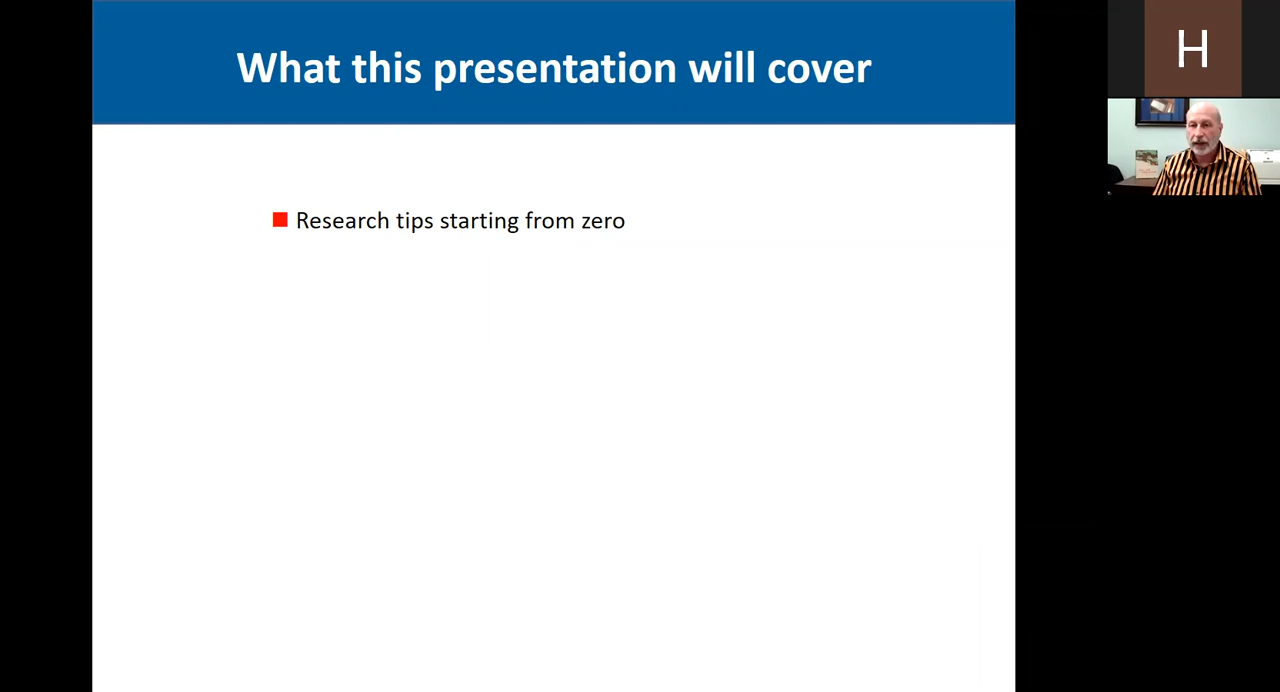 What this presentation will cover
H
Research tips starting from zero